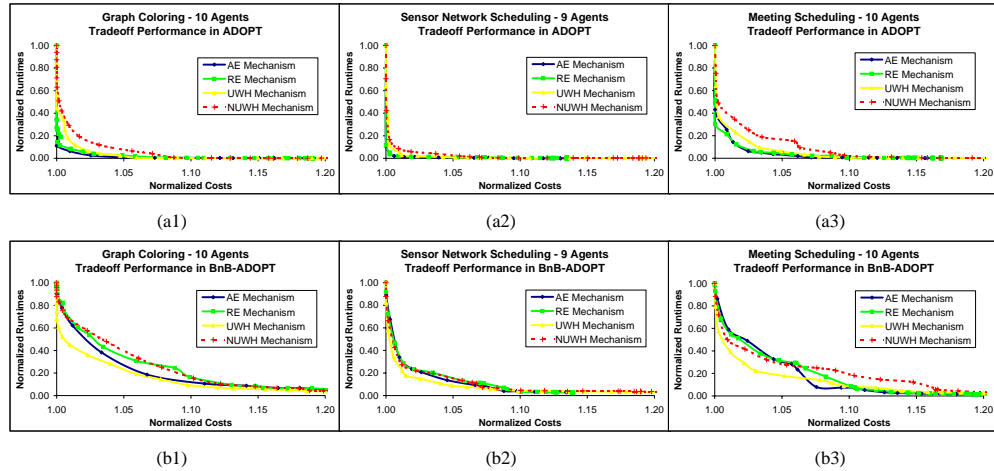 Graph Coloring - 10 Agents
Tradeoff Performance in ADOPT
Normalized Runtimes
1.00
0.80
0.60
0.40
0.20
0.00
AE Mechanism
RE Mechanism
UWH Mechanism
NUWH Mechanism
1.00 1.05 1.10 1.15 1.20
Normalized Costs
(a1)
Sensor Network Scheduling - 9 Agents
Tradeoff Performance in ADOPT
Normalized Runtimes
1.00
0.80
0.60
0.40
0.20
0.00
AE Mechanism
RE Mechanism
UWH Mechanism
NUWH Mechanism
1.00 1.05 1.10 1.15 1.20
Normalized Costs
(a2)
Meeting Scheduling - 10 Agents
Tradeoff Performance in ADOPT
Normalized Runtimes
1.00
0.80
0.60
0.40
0.20
0.00
AE Mechanism
RE Mechanism
UWH Mechanism
NUWH Mechanism
1.00 1.05 1.10 1.15 1.20
Normalized Costs
(a3)
Graph Coloring - 10 Agents
Tradeoff Performance in BnB-ADOPT
Normalized Runtimes
1.00
0.80
0.60
0.40
0.20
0.00
AE Mechanism
RE Mechanism
UWH Mechanism
NUWH Mechanism
1.00 1.05 1.10 1.15 1.20
Normalized Costs
(b1)
Sensor Network Scheduling - 9 Agents
Tradeoff Performance in BnB-ADOPT
Normalized Runtimes
1.00
0.80
0.60
0.40
0.20
0.00
AE Mechanism
RE Mechanism
UWH Mechanism
NUWH Mechanism
1.00 1.05 1.10 1.15 1.20
Normalized Costs
(b2)
Meeting Scheduling - 10 Agents
Tradeoff Performance in BnB-ADOPT
Normalized Runtimes
1.00
0.80
0.60
0.40
0.20
0.00
AE Mechanism
RE Mechanism
UWH Mechanism
NUWH Mechanism
1.00 1.05 1.10 1.15 1.20
Normalized Costs
(b3)